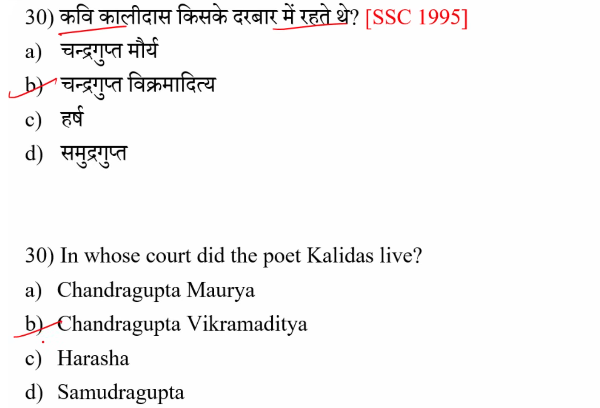 30) कवि कालीदास किसके दरबार में रहते थे? [SSC 1995]
a) चन्द्रगुप्त मौर्य
b) चन्द्रगुप्त विक्रमादित्य
c) हर्ष
d) समुद्रगुप्त
30) In whose court did the poet Kalidas live?
a) Chandragupta Maurya
b) Chandragupta Vikramaditya
c) Harasha
d) Samudragupta